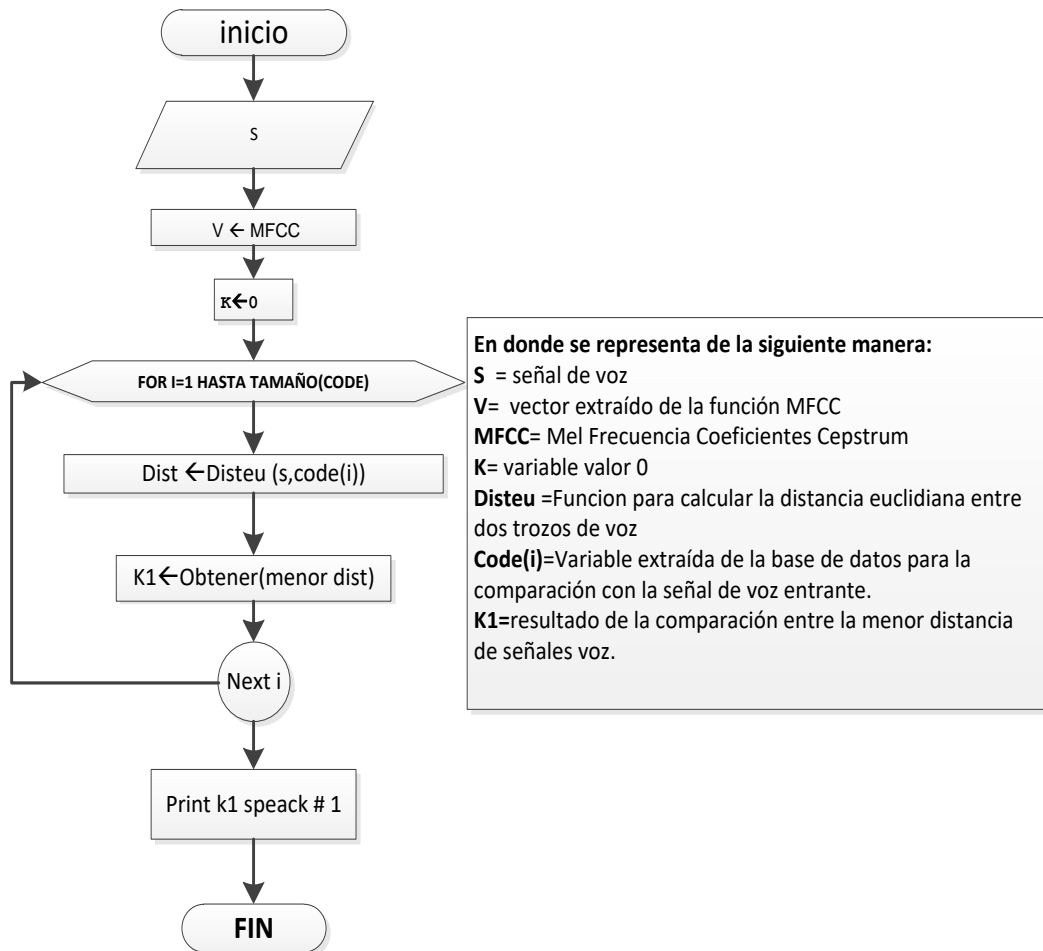 inicio
S
V ← MFCC
K←0
FOR I=1 HASTA TAMAÑO(CODE)
Dist ←Disteu (s,code(i))
K1←Obtener(menor dist)
Next i
Print k1 speack # 1
FIN
En donde se representa de la siguiente manera:
S = señal de voz
V= vector extraído de la función MFCC
MFCC= Mel Frecuencia Coeficientes Cepstrum
K= variable valor 0
Disteu =Funcion para calcular la distancia euclidiana entre
dos trozos de voz
Code(i)=Variable extraída de la base de datos para la
comparación con la señal de voz entrante.
K1=resultado de la comparación entre la menor distancia
de señales voz.